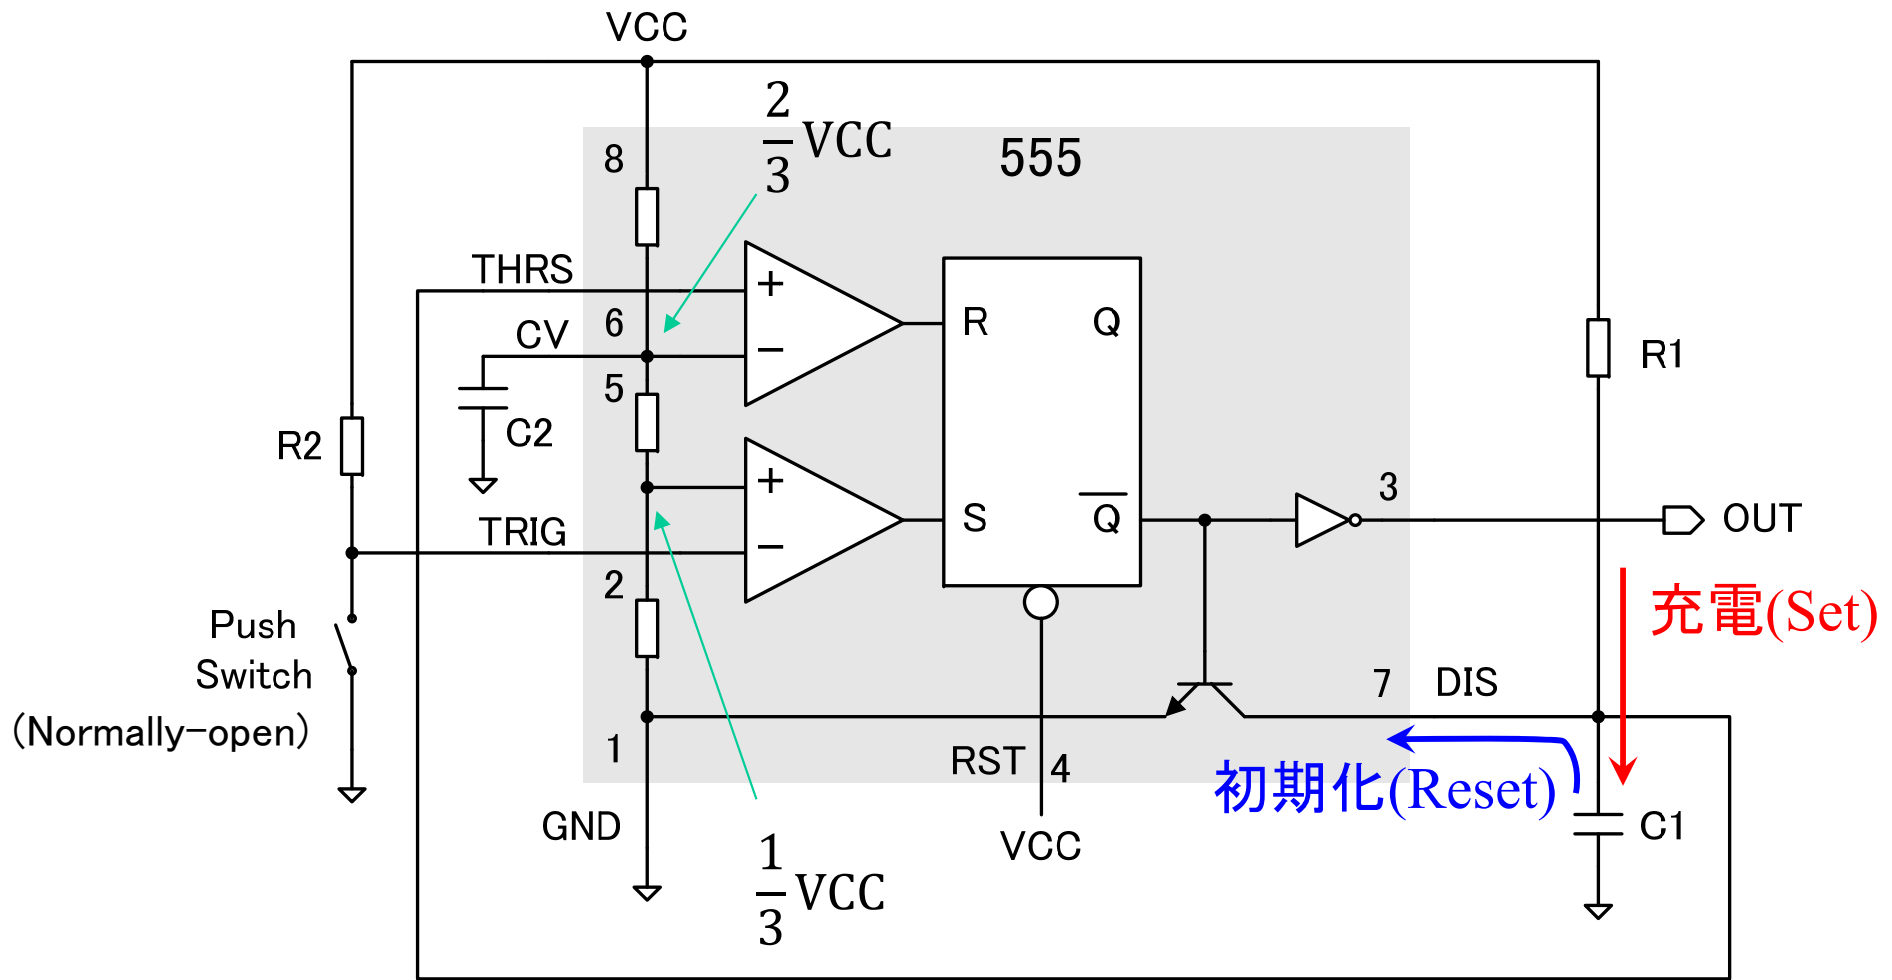 VCC
2
3
VCC
555
8
THRS
+
6
CV
−
R
Q
R1
5
C2
R2
+
3
S
Q
OUT
TRIG
−
2
充電(Set)
Push
Switch
(Normally-open)
7
DIS
1
RST
4
初期化(Reset)
GND
VCC
C1
1
3
VCC